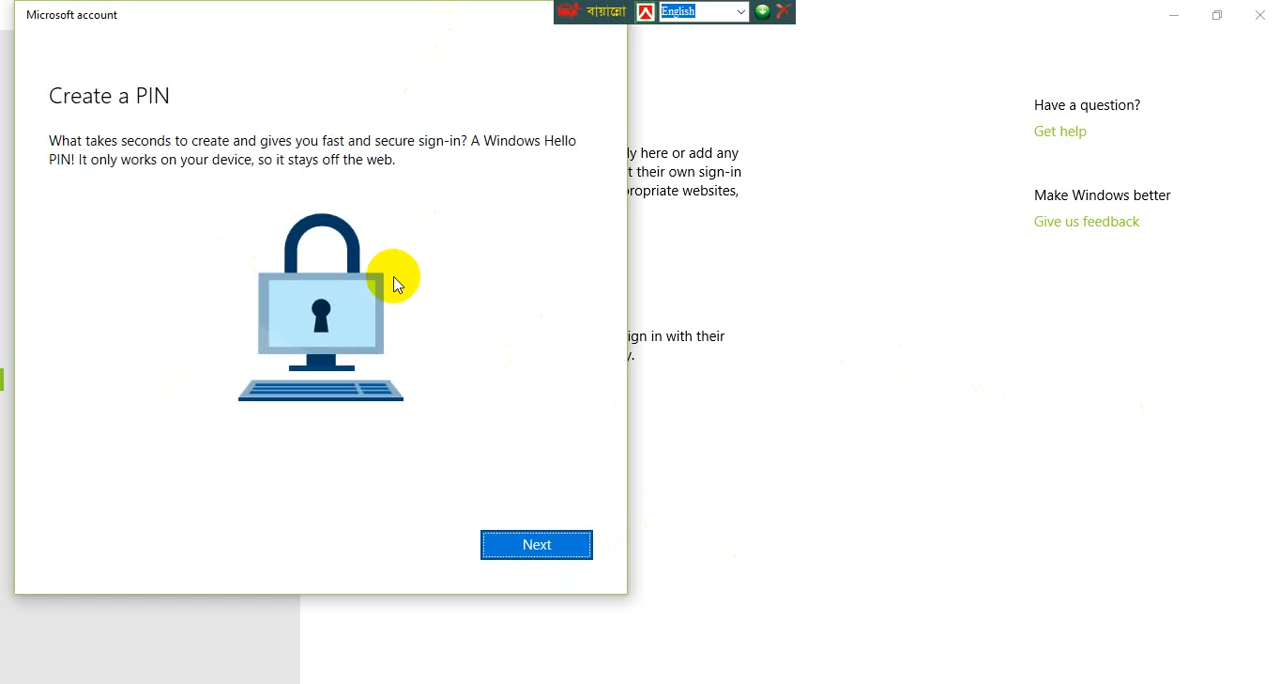 Microsoft account
বায়ান্নো
English
Create a PIN
What takes seconds to create and gives you fast and secure sign-in? A Windows Hello
PIN! It only works on your device, so it stays off the web.
Next
ly here or add any
t their own sign-in
propriate websites,
ign in with their
y.
Have a question?
Get help
Make Windows better
Give us feedback